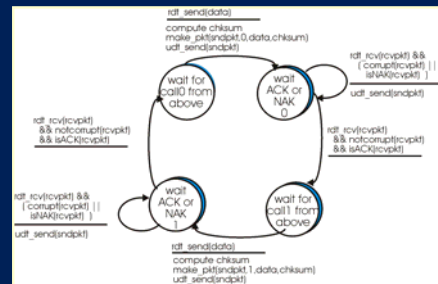 rdt_send(data)
compute chksum
make_pkt(sndpkt,0,data,chksum)
udt_send(sndpkt)
wait for
call0 from
above
wait
ACK or
NAK
0
rdt_rcv(rcvpkt) &&
( corrupt(rcvpkt) ||
isNAK(rcvpkt) )
udt_send(sndpkt)
rdt_rcv(rcvpkt)
&& notcorrupt(rcvpkt)
&& isACK(rcvpkt)
rdt_rcv(rcvpkt)
&& notcorrupt(rcvpkt)
&& isACK(rcvpkt)
rdt_rcv(rcvpkt) &&
( corrupt(rcvpkt) ||
isNAK(rcvpkt) )
udt_send(sndpkt)
wait
ACK or
NAK
1
wait for
call1 from
above
rdt_send(data)
compute chksum
make_pkt(sndpkt,1,data,chksum)
udt_send(sndpkt)